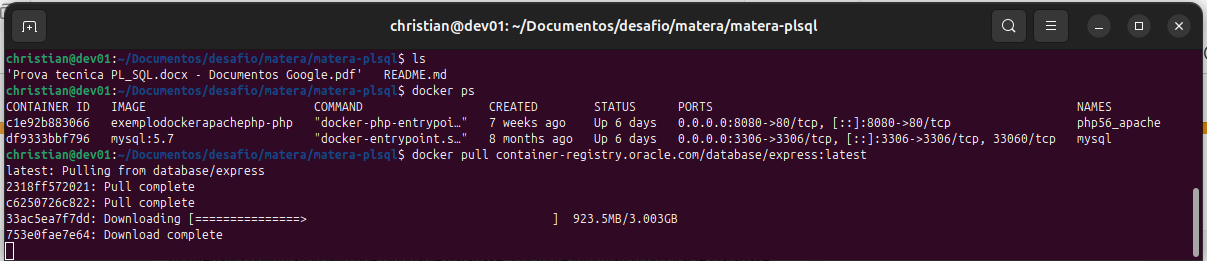 christian@dev01: ~/Documentos/desafio/matera/matera-plsql
christian@dev01:~/Documentos/desafio/matera/matera-plsql$ ls
'Prova tecnica PL_SQL.docx - Documentos Google.pdf'   README.md
christian@dev01:~/Documentos/desafio/matera/matera-plsql$ docker ps
CONTAINER ID   IMAGE                      COMMAND                  CREATED        STATUS      PORTS                                                    NAMES
c1e92b883066   exemplodockerapachephp-php   "docker-php-entrypoi…"   7 weeks ago    Up 6 days   0.0.0.0:8080->80/tcp, [::]:8080->80/tcp                  php56_apache
df9333bbf796   mysql:5.7                    "docker-entrypoint.s…"   8 months ago   Up 6 days   0.0.0.0:3306->3306/tcp, [::]:3306->3306/tcp, 33060/tcp   mysql
christian@dev01:~/Documentos/desafio/matera/matera-plsql$ docker pull container-registry.oracle.com/database/express:latest
latest: Pulling from database/express
2318ff572021: Pull complete
c6250726c822: Pull complete
33ac5ea7f7dd: Downloading [===============>                                   ]  923.5MB/3.003GB
753e0fae7e64: Download complete